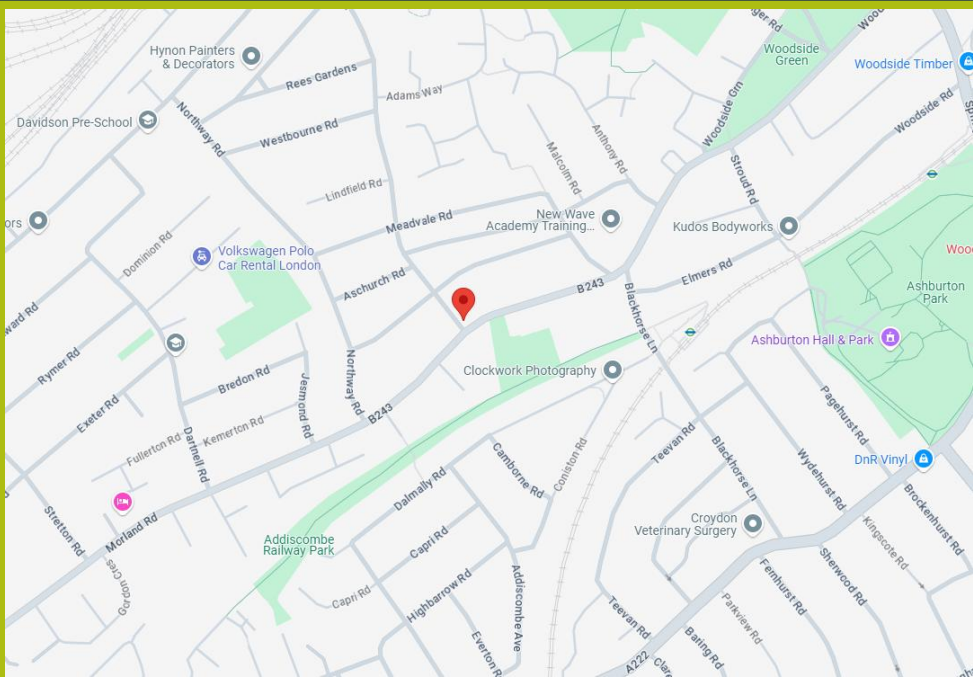 Woodside
Green
Woodside Timber
Woodside Grn
Woodside Rd
Hynon Painters
& Decorators
Rees Gardens
Adams Way
Davidson Pre-School
Northway Rd
Westbourne Rd
Anthony Rd
Malcolm Rd
Stroud Rd
Lindfield Rd
Meadvale Rd
New Wave
Academy Training...
Kudos Bodyworks
Dominion Rd
Volkswagen Polo
Car Rental London
Aschurch Rd
B243
Elmers Rd
Blackhorse Ln
Ashburton
Park
Ashburton Hall & Park
Rymer Rd
Bredon Rd
Jesmond Rd
Northway Rd
Clockwork Photography
Exeter Rd
B243
Fullerton Rd
Kemerton Rd
Dartnell Rd
Pagehurst Rd
Teevan Rd
Blackhorse Ln
Wydehurst Rd
DnR Vinyl
Camborne Rd
Coniston Rd
Dalmally Rd
Brockenhurst Rd
Stretton Rd
Morland Rd
Addiscombe
Railway Park
Capri Rd
Croydon
Veterinary Surgery
Kingscote Rd
Gordon Cres
Capri Rd
Highbarrow Rd
Addiscombe Ave
Fernhurst Rd
Sherwood Rd
Everton Rd
Teevan Rd
Baring Rd
Parkview Rd
A222